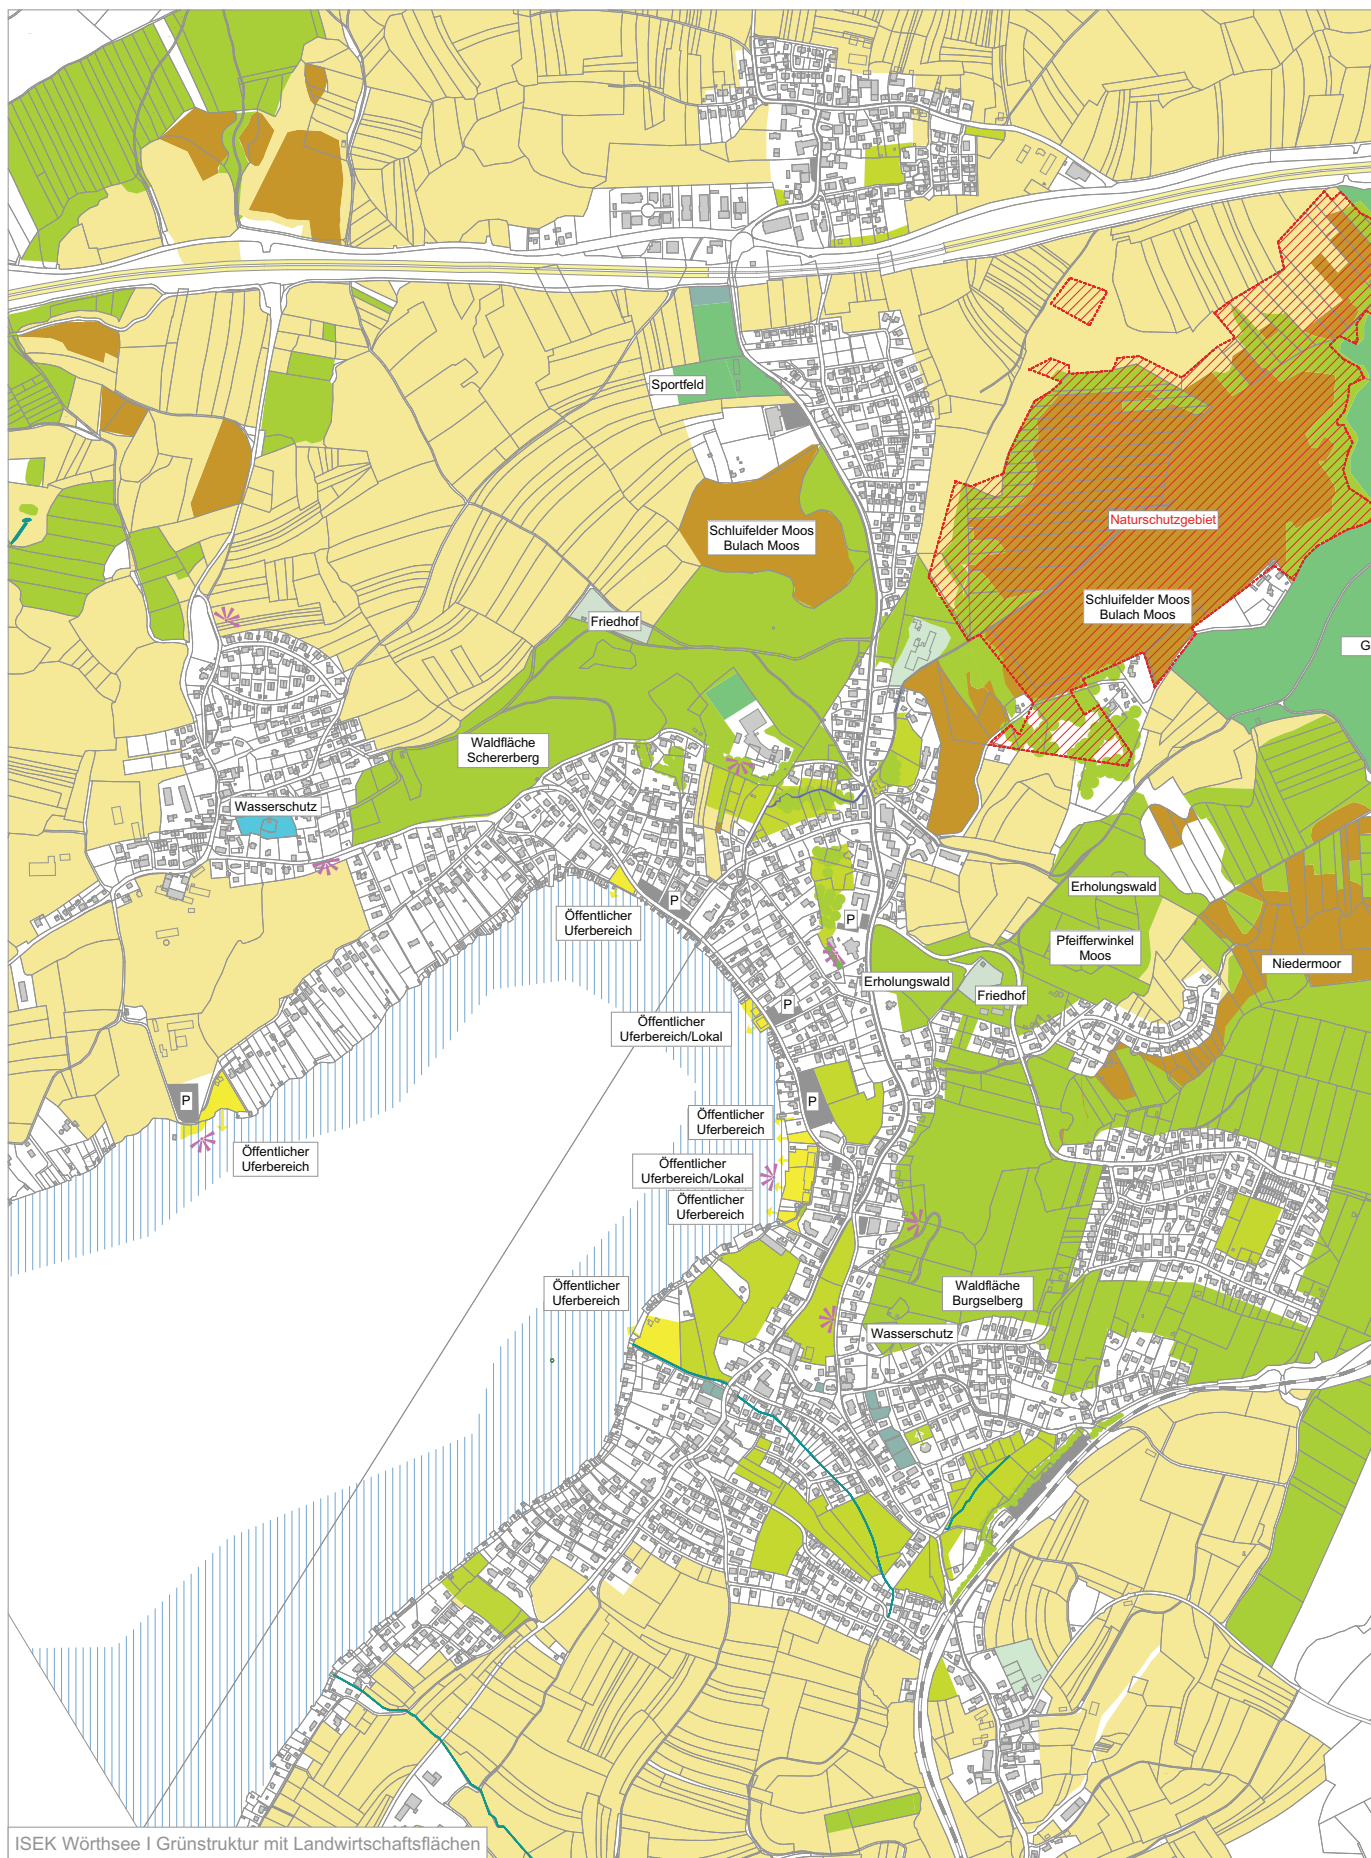 Sportfeld
Schluifelder Moos
Bulach Moos
Naturschutzgebiet
Schluifelder Moos
Bulach Moos
Friedhof
G
Waldfläche
Schererberg
Wasserschutz
P
Öffentlicher
Uferbereich
P
Erholungswald
Pfeifferwinkel
Moos
Niedermoor
Erholungswald
Friedhof
P
Öffentlicher
Uferbereich/Lokal
P
P
Öffentlicher
Uferbereich
Öffentlicher
Uferbereich
Öffentlicher
Uferbereich/Lokal
Öffentlicher
Uferbereich
Öffentlicher
Uferbereich
Waldfläche
Burgselberg
Wasserschutz
ISEK Wörthsee I Grünstruktur mit Landwirtschaftsflächen